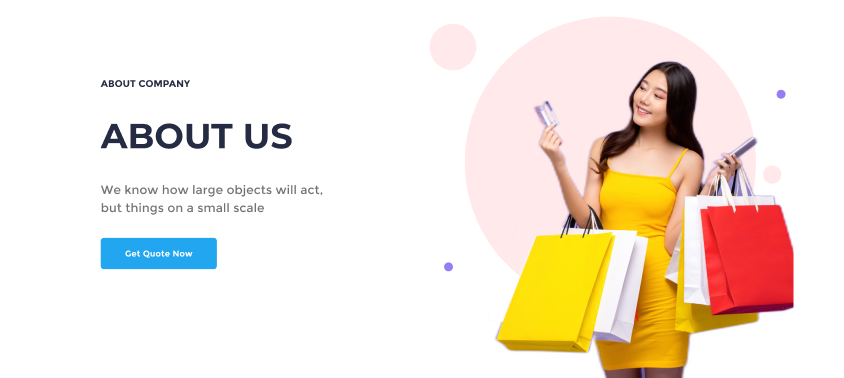 ABOUT COMPANY
ABOUT US
We know how large objects will act,
but things on a small scale
Get Quote Now